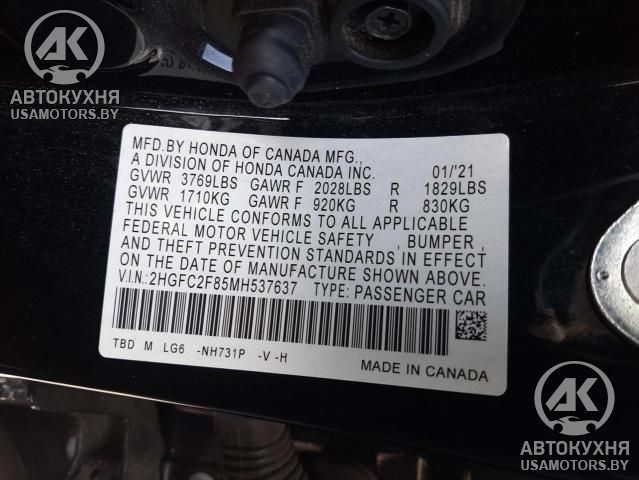 АК
АВТОКУХНЯ
USAMOTORS.BY
MFD.BY HONDA OF CANADA MFG.,
A DIVISION OF HONDA CANADA INC. 01/'21
GVWR 3769LBS GAWR F 2028LBS R 1829LBS
GVWR 1710KG GAWR F 920KG R 830KG
THIS VEHICLE CONFORMS TO ALL APPLICABLE
FEDERAL MOTOR VEHICLE SAFETY , BUMPER ,
AND THEFT PREVENTION STANDARDS IN EFFECT
ON THE DATE OF MANUFACTURE SHOWN ABOVE.
V.I.N.:2HGFC2F85MH537637 TYPE: PASSENGER CAR
TBD M LG6 -NH731P -V -H
MADE IN CANADA
АК
АВТОКУХНЯ
USAMOTORS.BY